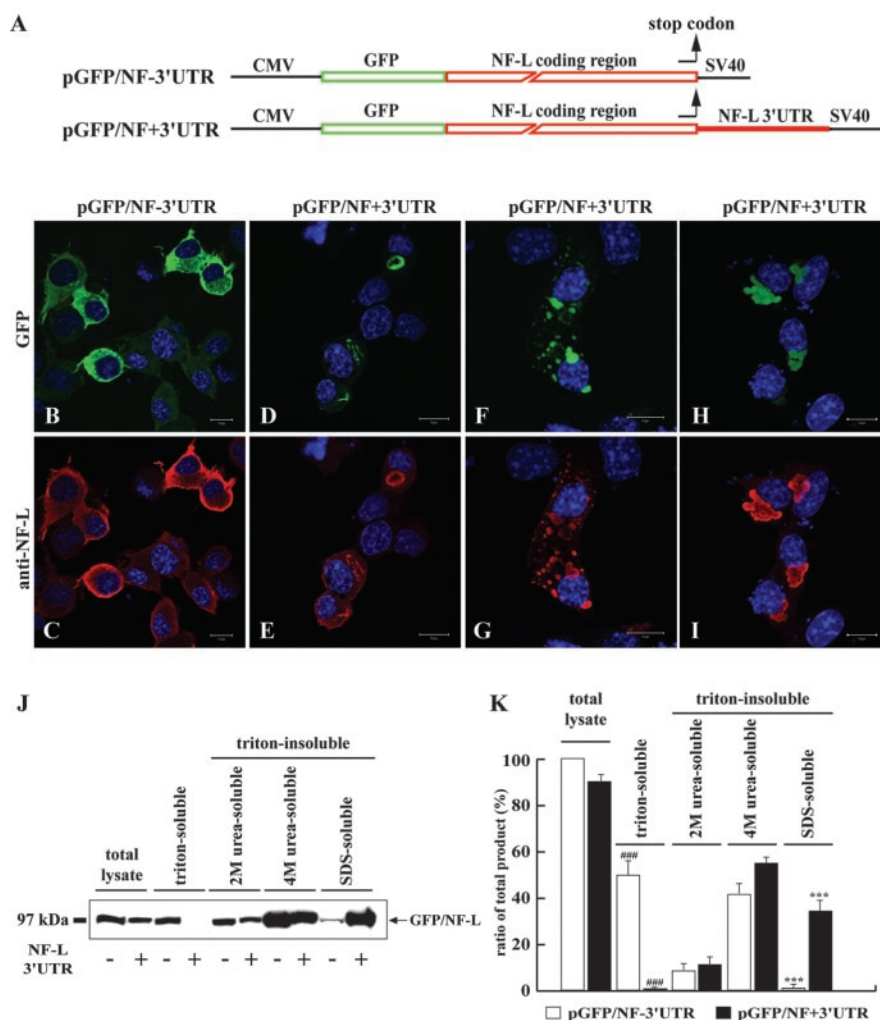 A
stop codon
pGFP/NF-3'UTR CMV GFP NF-L coding region SV40
pGFP/NF+3'UTR CMV GFP NF-L coding region NF-L 3'UTR SV40
pGFP/NF-3'UTR pGFP/NF+3'UTR pGFP/NF+3'UTR pGFP/NF+3'UTR
GFP
B D F H
anti-NF-L
C E G I
J
triton-insoluble
total lysate
triton-soluble
2M urea-soluble
4M urea-soluble
SDS-soluble
97 kDa
GFP/NF-L
NF-L 3'UTR - + - + - + - + - +
K
total lysate
triton-insoluble
triton-soluble
2M urea-soluble
4M urea-soluble
SDS-soluble
ratio of total product (%)
100
80
60
40
20
0
###
###
***
***
pGFP/NF-3'UTR pGFP/NF+3'UTR